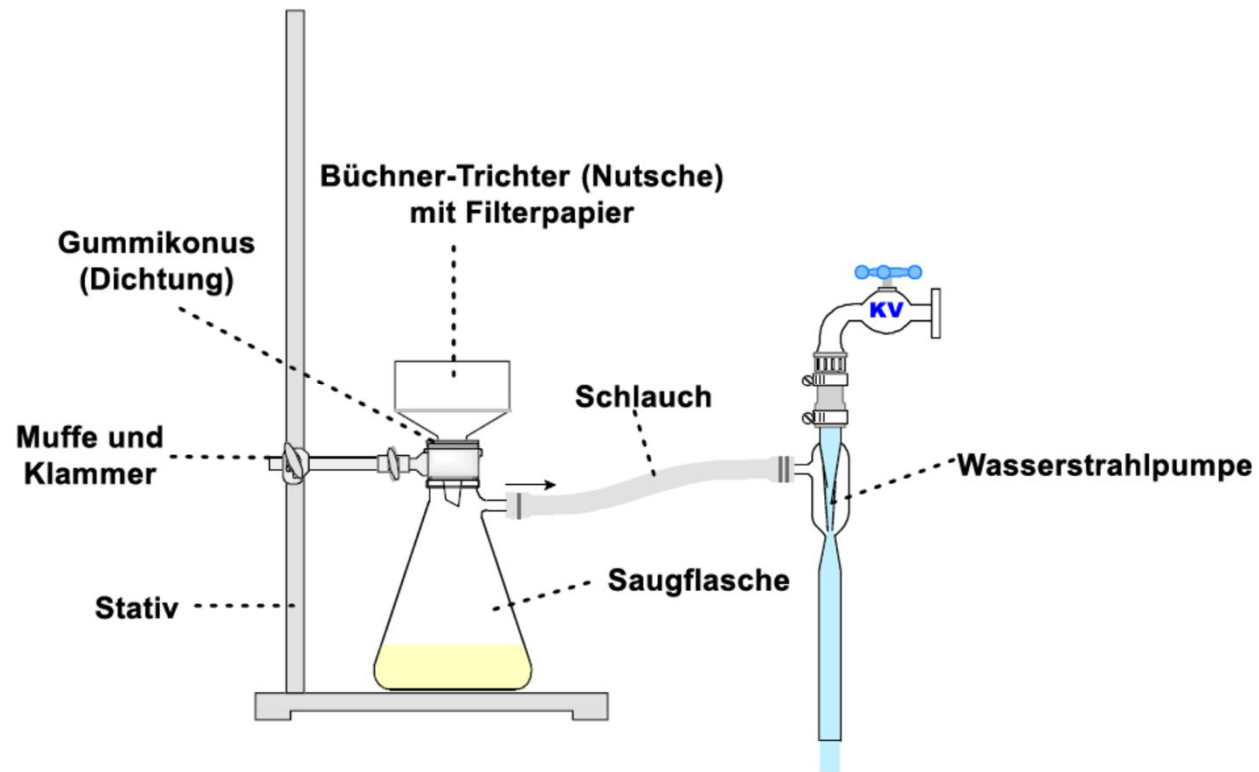 Büchner-Trichter (Nutsche)
mit Filterpapier
Gummikonus
(Dichtung)
KV
Schlauch
Muffe und
Klammer
Wasserstrahlpumpe
Saugflasche
Stativ